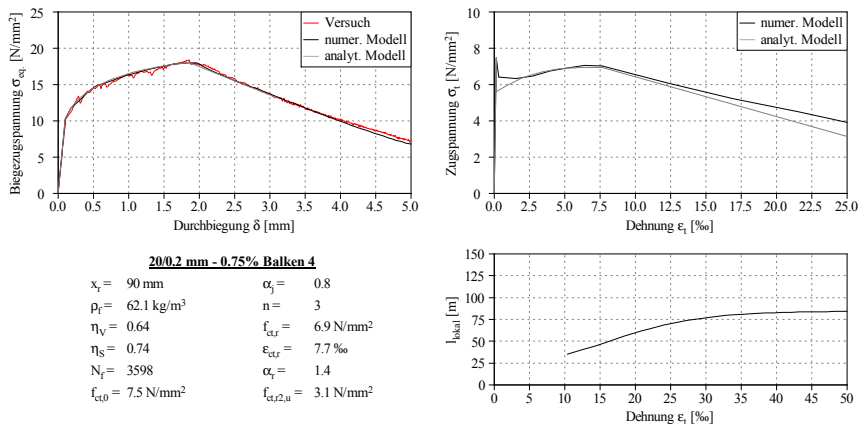 Biegezugspannung σeq. [N/mm²]
25
20
15
10
5
0
Versuch
numer. Modell
analyt. Modell
0.0 0.5 1.0 1.5 2.0 2.5 3.0 3.5 4.0 4.5 5.0
Durchbiegung δ [mm]
Zugspannung σt [N/mm²]
10
8
6
4
2
0
numer. Modell
analyt. Modell
0.0 2.5 5.0 7.5 10.0 12.5 15.0 17.5 20.0 22.5 25.0
Dehnung εt [‰]
20/0.2 mm - 0.75% Balken 4
xr = 90 mm αj = 0.8
ρf = 62.1 kg/m³ n = 3
ηV = 0.64 fct,r = 6.9 N/mm²
ηS = 0.74 εct,r = 7.7 ‰
Nf = 3598 αr = 1.4
fct,0 = 7.5 N/mm² fct,r2,u = 3.1 N/mm²
llokal [m]
150
125
100
75
50
25
0
0 5 10 15 20 25 30 35 40 45 50
Dehnung εt [‰]